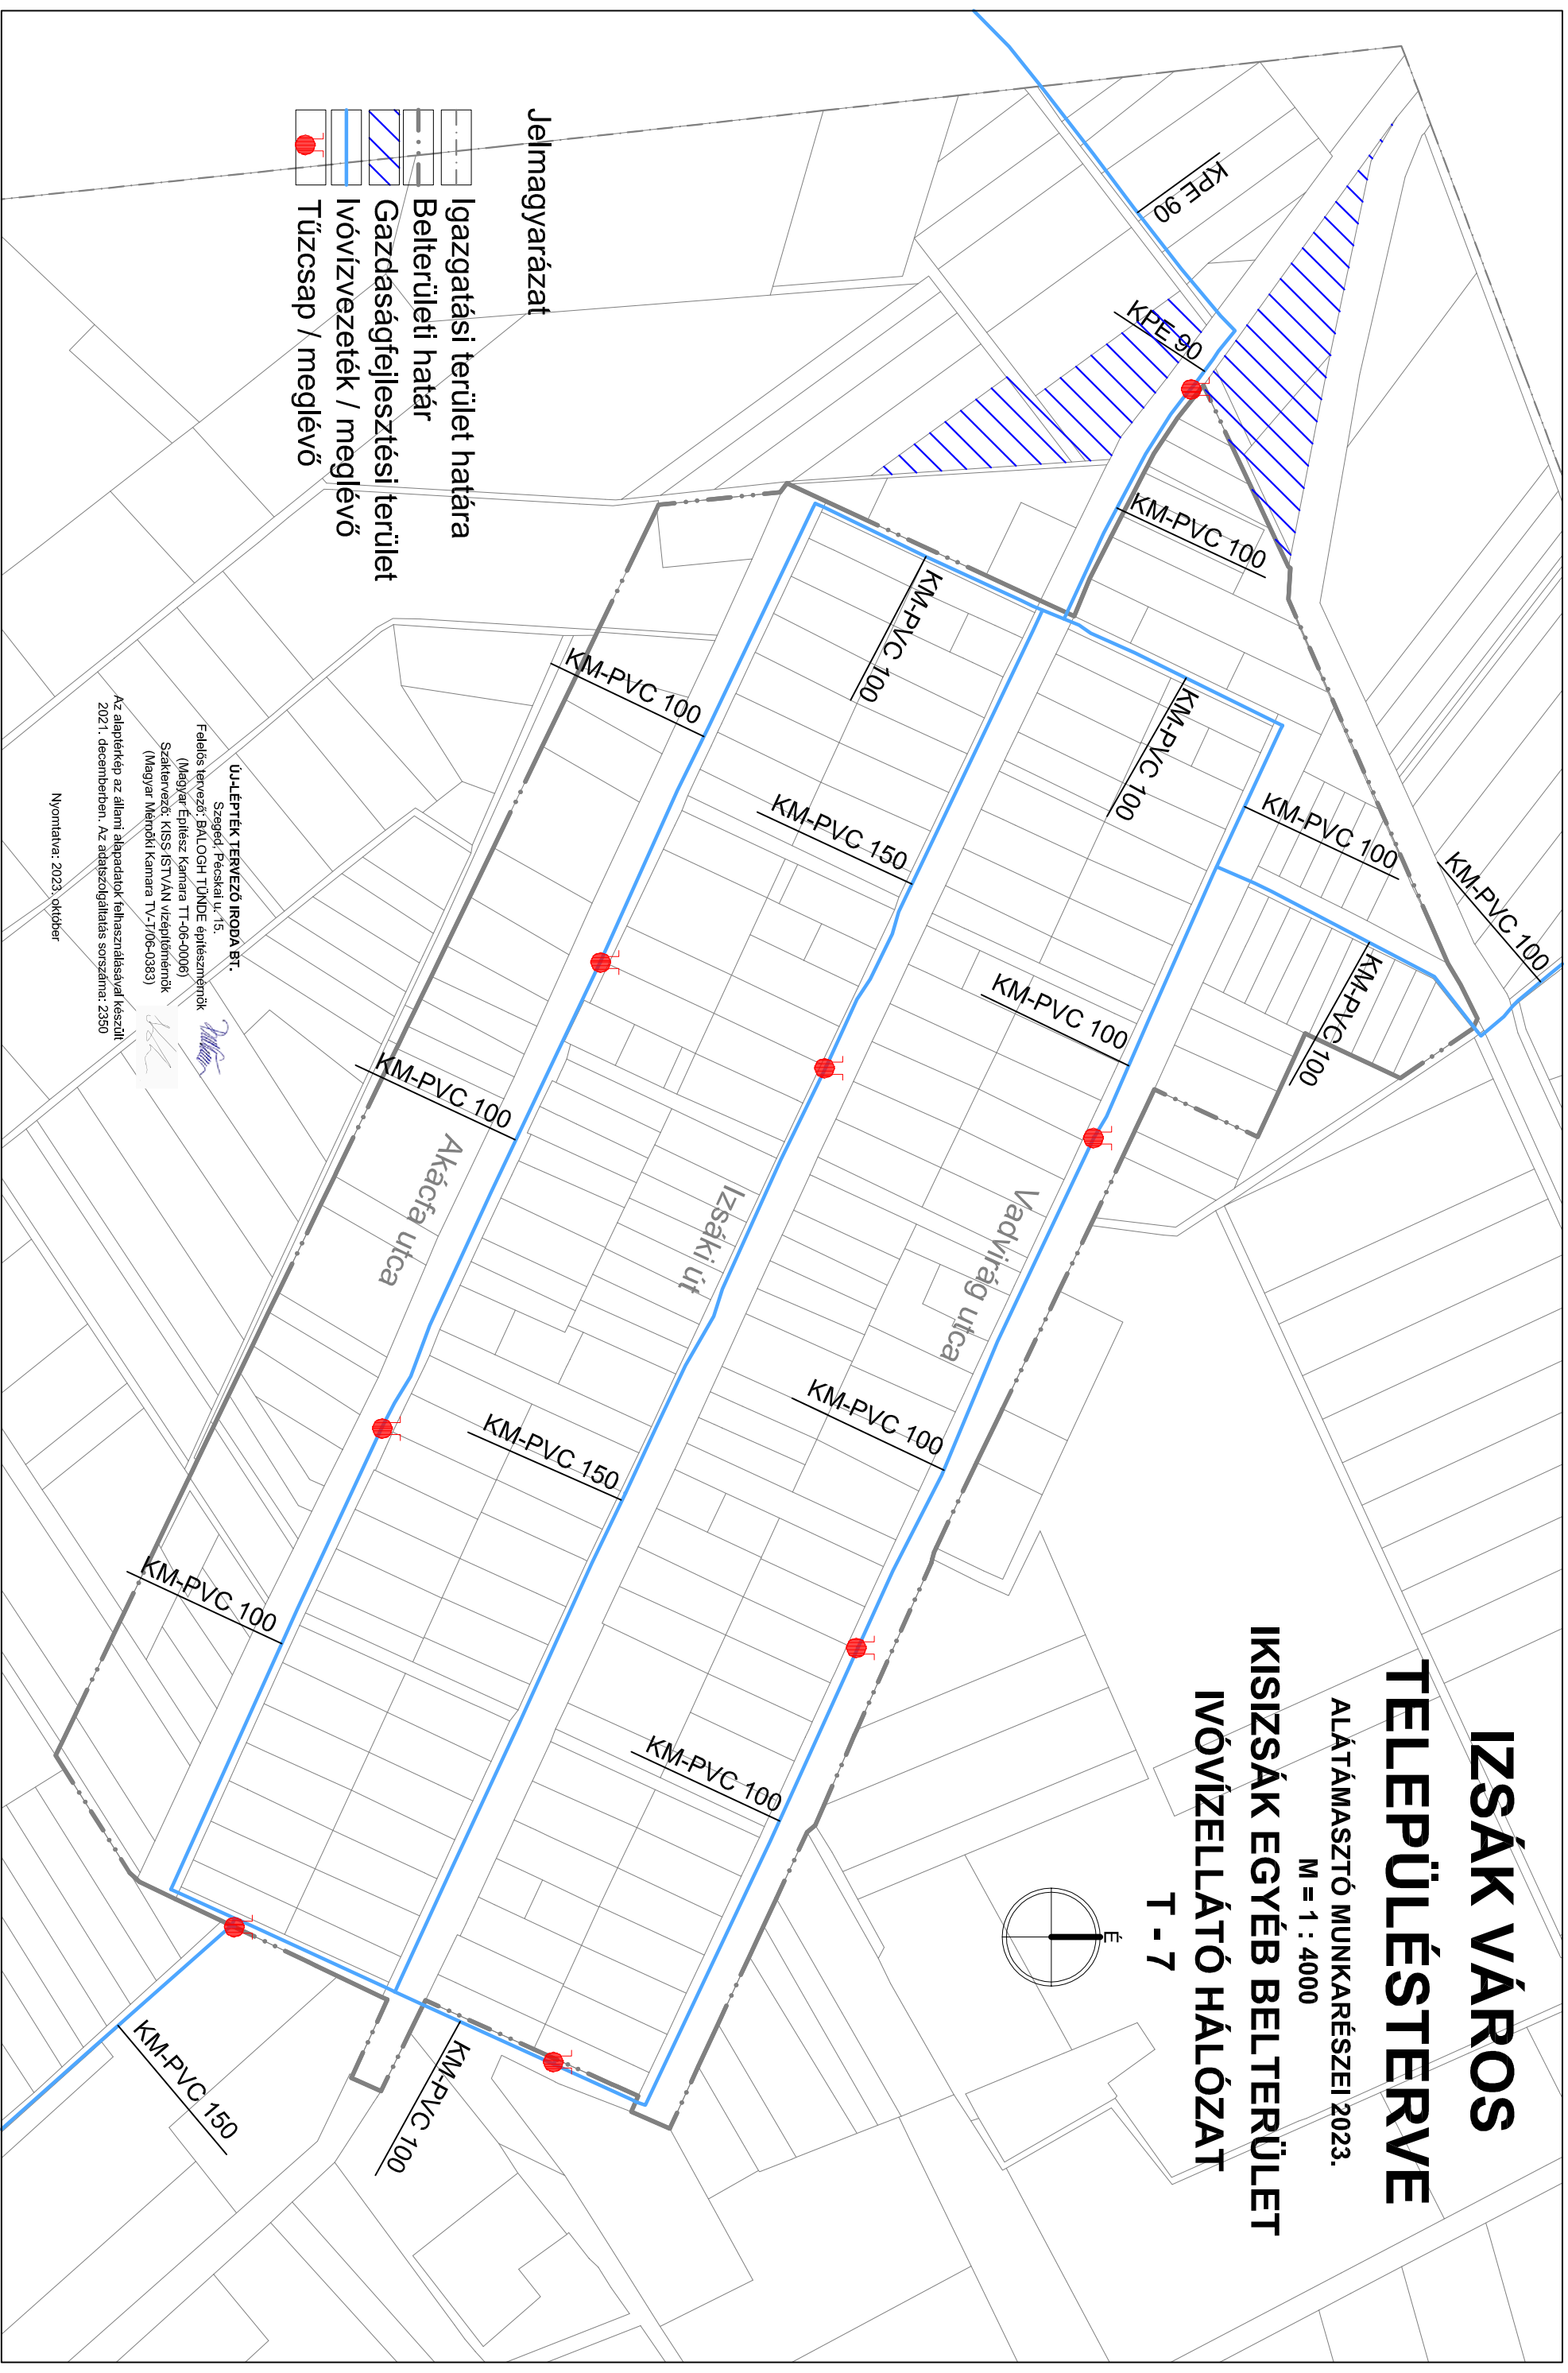 IZSÁK VÁROS
TELEPÜLÉSTERVE
ALÁTÁMASZTÓ MUNKARÉSZEI 2023.
M = 1 : 4000
IKISIZSÁK EGYÉB BELTERÜLET
IVÓVÍZELLÁTÓ HÁLÓZAT
T - 7
É
Jelmagyarázat
Igazgatási terület határa
Belterületi határ
Gazdaságfejlesztési terület
Ivóvízvezeték / meglévő
Tűzcsap / meglévő
KPE 90
KPE 90
KM-PVC 100
KM-PVC 100
KM-PVC 100
KM-PVC 100
KM-PVC 100
KM-PVC 100
KM-PVC 100
KM-PVC 150
KM-PVC 100
KM-PVC 100
Akácfa utca
Izsáki út
Vadvirág utca
KM-PVC 100
KM-PVC 150
KM-PVC 100
KM-PVC 100
KM-PVC 100
KM-PVC 150
ÚJ-LÉPTÉK TERVEZŐ IRODA BT.
Szeged, Pécskai u. 15.
Felelős tervező: BALOGH TÜNDE építészmérnök
(Magyar Építész Kamara TT-06-0006)
Szaktervező: KISS ISTVÁN vízépítőmérnök
(Magyar Mérnöki Kamara TV-T/06-0383)
Az alaptérkép az állami alapadatok felhasználásával készült
2021. decemberben. Az adatszolgáltatás sorszáma: 2350
Nyomtatva: 2023. október